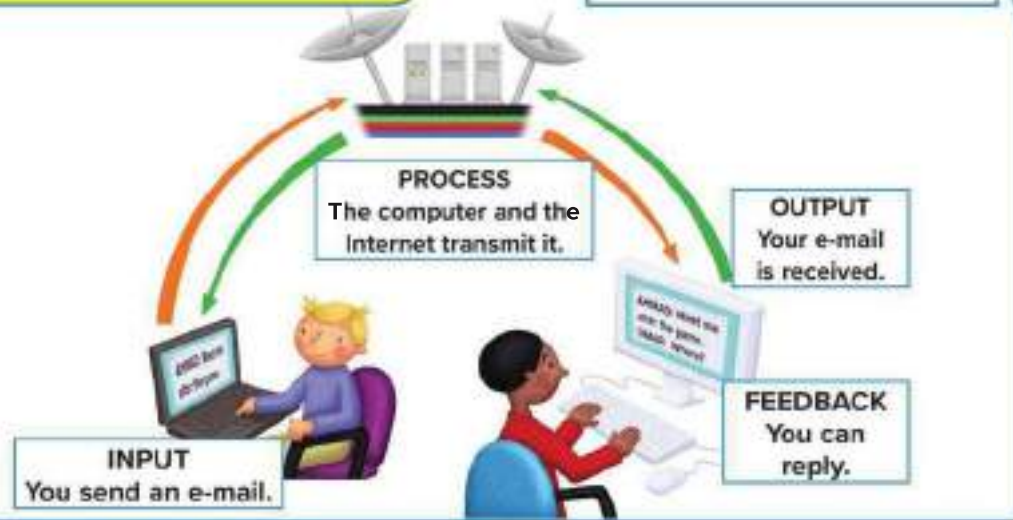 PROCESS
The computer and the
Internet transmit it.
OUTPUT
Your e-mail
is received.
INPUT
You send an e-mail.
FEEDBACK
You can
reply.